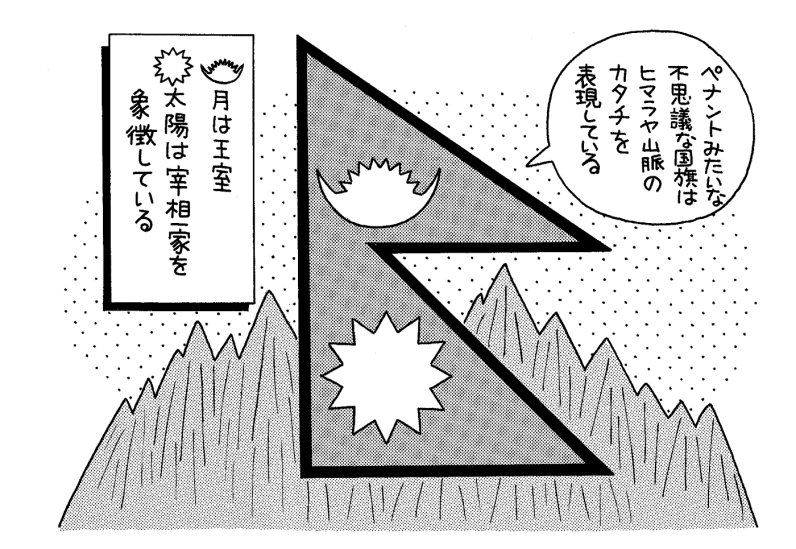 ペナントみたいな
不思議な国旗は
ヒマラヤ山脈の
カタチを
表現している
月は王室
太陽は宰相家を
象徴している